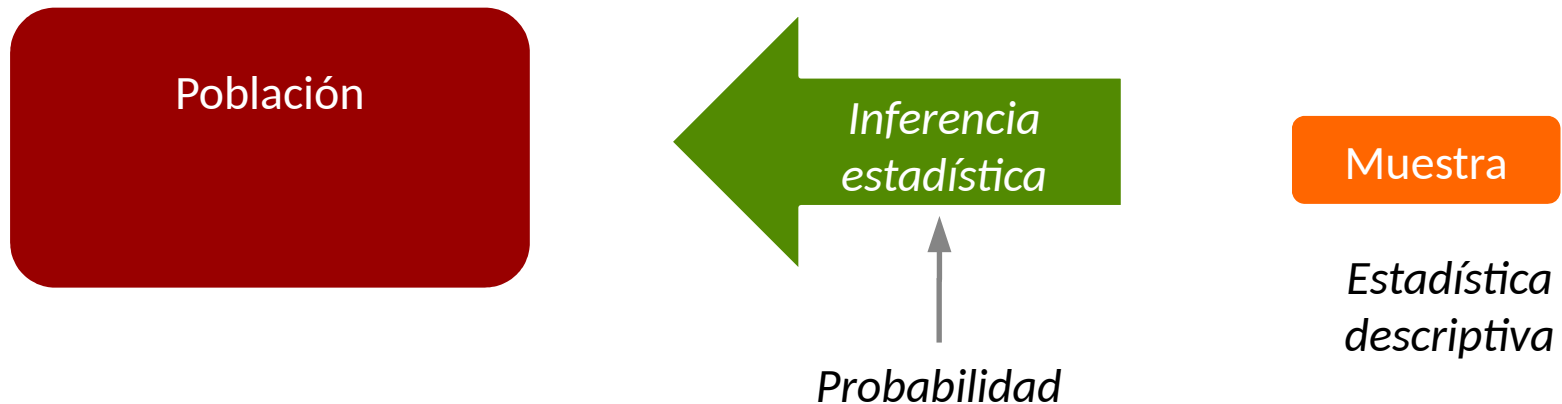 Población
Inferencia
estadística
Muestra
Estadística
descriptiva
Probabilidad